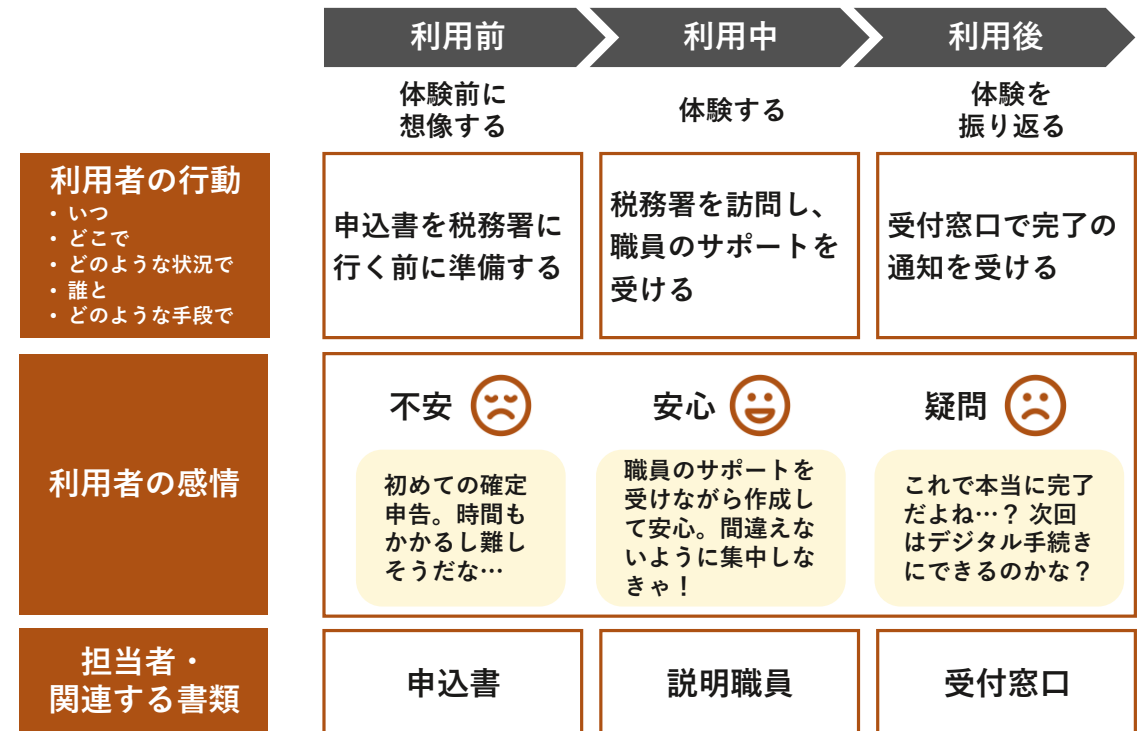 利用前
利用中
利用後
体験前に
想像する
体験する
体験を
振り返る
利用者の行動
・いつ
・どこで
・どのような状況で
・誰と
・どのような手段で
申込書を税務署に
行く前に準備する
税務署を訪問し、
職員のサポートを
受ける
受付窓口で完了の
通知を受ける
利用者の感情
不安
初めての確定
申告。時間も
かかるし難し
そうだな…
安心
職員のサポートを
受けながら作成し
て安心。間違えな
いように集中しな
きゃ！
疑問
これで本当に完了
だよね…？ 次回
はデジタル手続き
にできるのかな？
担当者・
関連する書類
申込書
説明職員
受付窓口